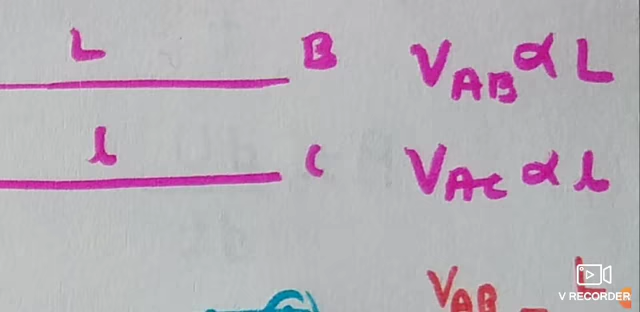 L B V_AB ∝ L
l C V_AC ∝ l
V_AB = L
V RECORDER